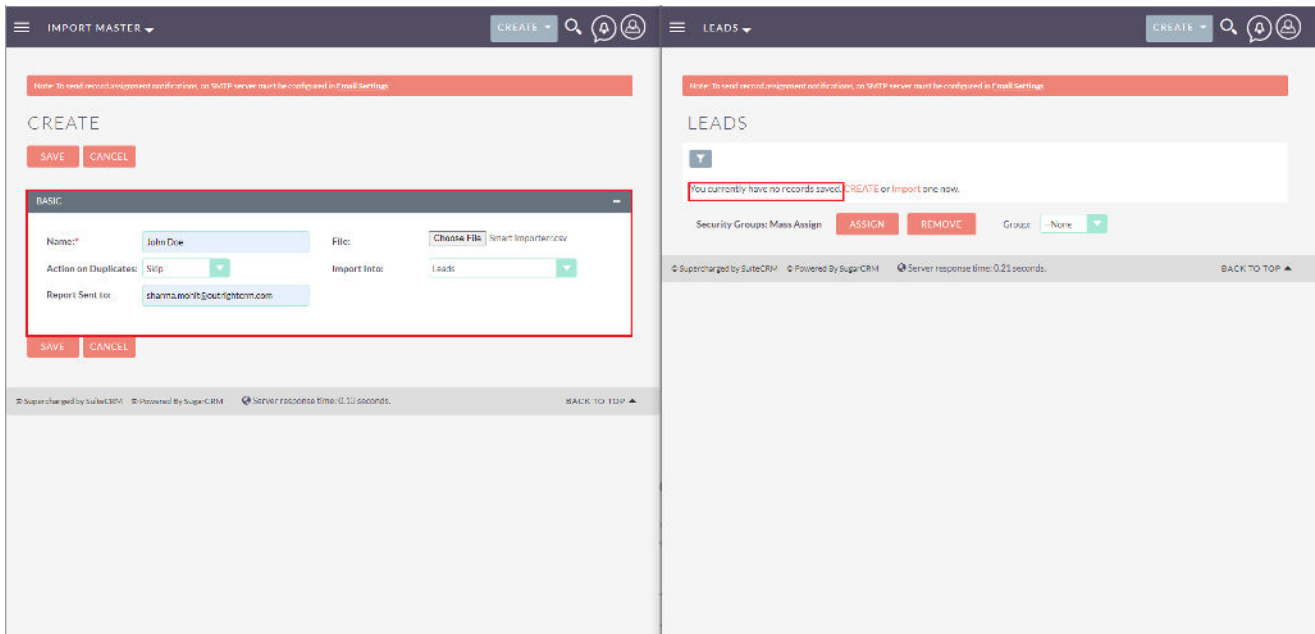 IMPORT MASTER
CREATE
Note: To send record assignment notifications, an SMTP server must be configured in Email Settings
CREATE
SAVE CANCEL
BASIC
Name:* John Doe File: Choose File Smart Importerr.csv
Action on Duplicates: Skip Import Into: Leads
Report Sent to: sharma.mohit@outrightcrm.com
SAVE CANCEL
© Supercharged by SuiteCRM © Powered By SugarCRM Server response time: 0.13 seconds. BACK TO TOP
LEADS
CREATE
Note: To send record assignment notifications, an SMTP server must be configured in Email Settings
LEADS
You currently have no records saved. CREATE or Import one now.
Security Groups: Mass Assign ASSIGN REMOVE Group: --None
© Supercharged by SuiteCRM © Powered By SugarCRM Server response time: 0.21 seconds. BACK TO TOP